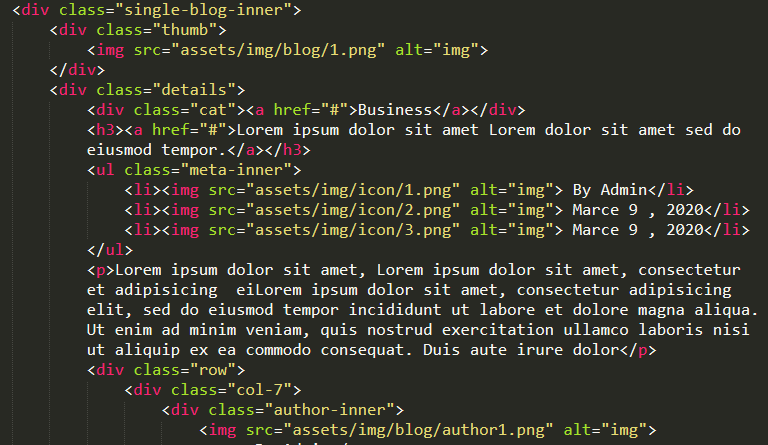 <div class="single-blog-inner">
<div class="thumb">
<img src="assets/img/blog/1.png" alt="img">
</div>
<div class="details">
<div class="cat"><a href="#">Business</a></div>
<h3><a href="#">Lorem ipsum dolor sit amet Lorem dolor sit amet sed do
eiusmod tempor.</a></h3>
<ul class="meta-inner">
<li><img src="assets/img/icon/1.png" alt="img"> By Admin</li>
<li><img src="assets/img/icon/2.png" alt="img"> Marce 9 , 2020</li>
<li><img src="assets/img/icon/3.png" alt="img"> Marce 9 , 2020</li>
</ul>
<p>Lorem ipsum dolor sit amet, Lorem ipsum dolor sit amet, consectetur
et adipisicing  eiLorem ipsum dolor sit amet, consectetur adipisicing
elit, sed do eiusmod tempor incididunt ut labore et dolore magna aliqua.
Ut enim ad minim veniam, quis nostrud exercitation ullamco laboris nisi
ut aliquip ex ea commodo consequat. Duis aute irure dolor</p>
<div class="row">
<div class="col-7">
<div class="author-inner">
<img src="assets/img/blog/author1.png" alt="img">